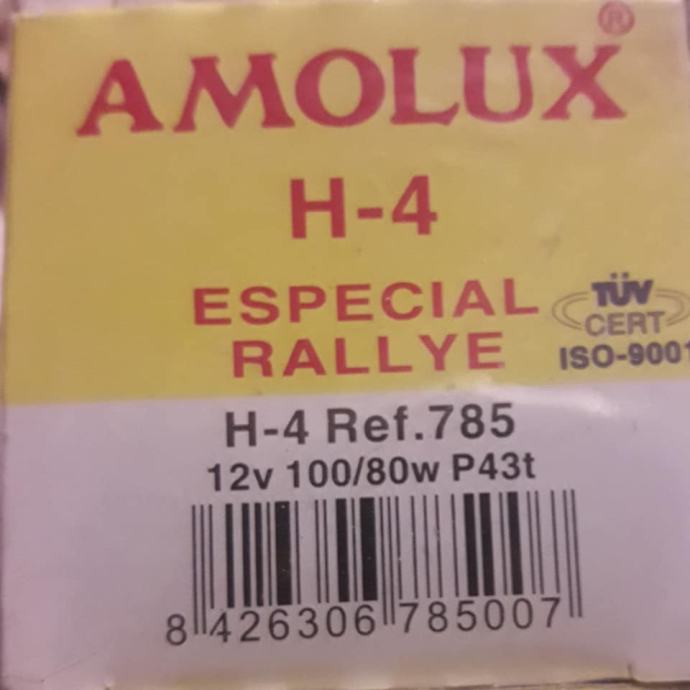 AMOLUX®
H-4
ESPECIAL
RALLYE
TÜV
CERT
ISO-9001
H-4 Ref.785
12v 100/80w P43t
8 426306 785007